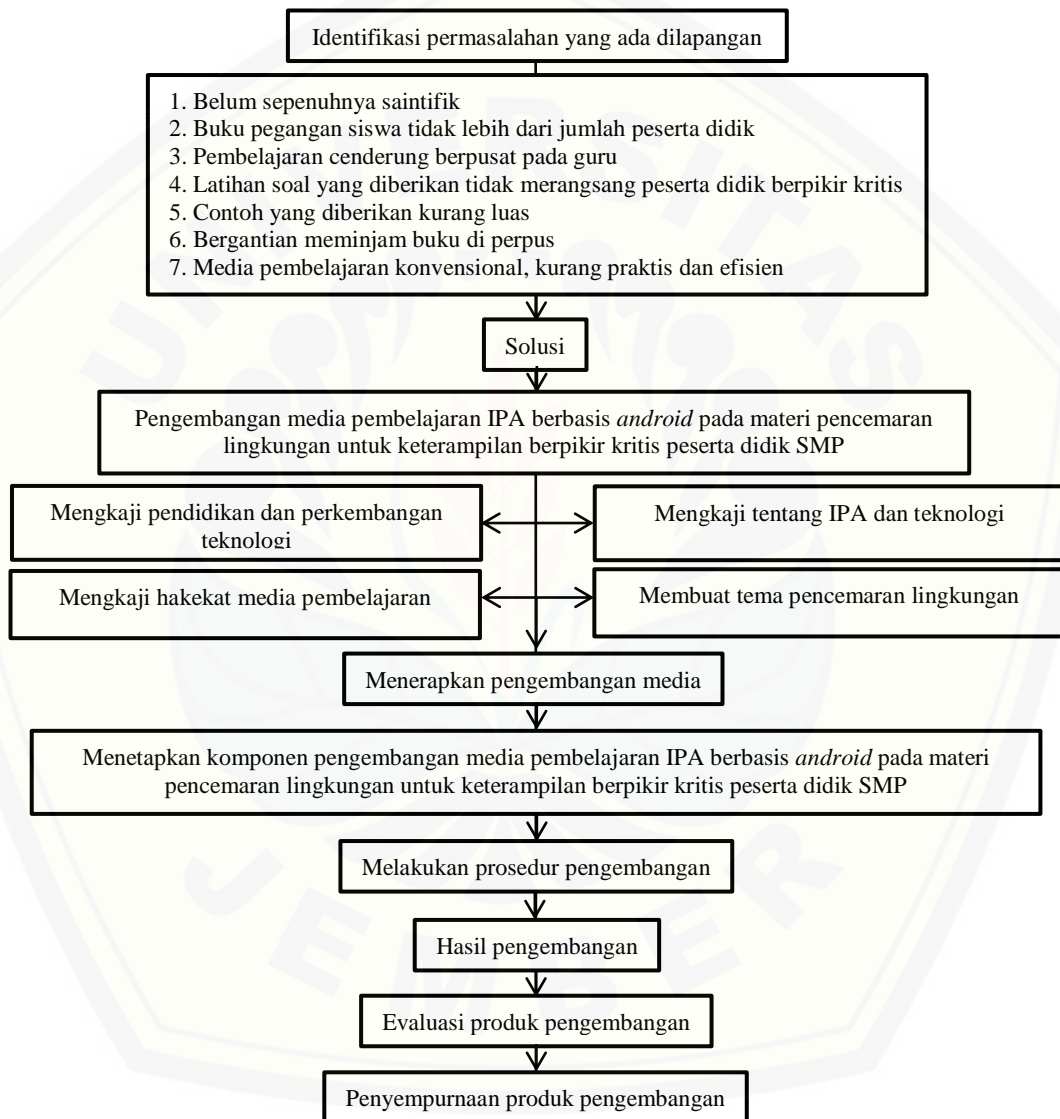 Identifikasi permasalahan yang ada dilapangan
1. Belum sepenuhnya saintifik
2. Buku pegangan siswa tidak lebih dari jumlah peserta didik
3. Pembelajaran cenderung berpusat pada guru
4. Latihan soal yang diberikan tidak merangsang peserta didik berpikir kritis
5. Contoh yang diberikan kurang luas
6. Bergantian meminjam buku di perpus
7. Media pembelajaran konvensional, kurang praktis dan efisien
Solusi
Pengembangan media pembelajaran IPA berbasis android pada materi pencemaran
lingkungan untuk keterampilan berpikir kritis peserta didik SMP
Mengkaji pendidikan dan perkembangan
teknologi
Mengkaji tentang IPA dan teknologi
Mengkaji hakekat media pembelajaran
Membuat tema pencemaran lingkungan
Menerapkan pengembangan media
Menetapkan komponen pengembangan media pembelajaran IPA berbasis android pada materi
pencemaran lingkungan untuk keterampilan berpikir kritis peserta didik SMP
Melakukan prosedur pengembangan
Hasil pengembangan
Evaluasi produk pengembangan
Penyempurnaan produk pengembangan
UNIVERSITAS
JEMBER